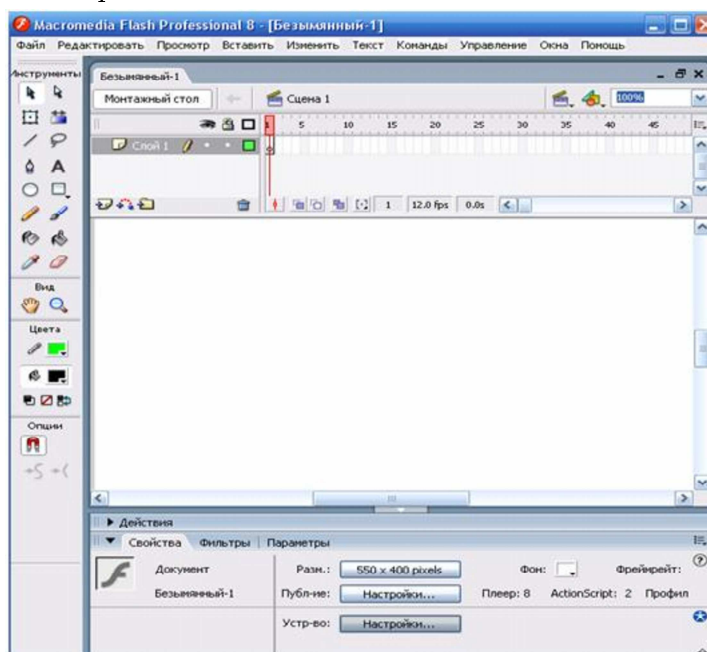 Macromedia Flash Professional 8 - [Безымянный-1]
Файл Редактировать Просмотр Вставить Изменить Текст Команды Управление Окна Помощь
Инструменты
Безымянный-1
Монтажный стол Сцена 1 100%
1 5 10 15 20 25 30 35 40 45
Слой 1
1 12.0 fps 0.0s
Вид
Цвета
Опции
Действия
Свойства Фильтры Параметры
Документ Разм.: 550 x 400 pixels Фон: Фреймрейт:
Безымянный-1 Публ-ие: Настройки... Плеер: 8 ActionScript: 2 Профил
Устр-во: Настройки...